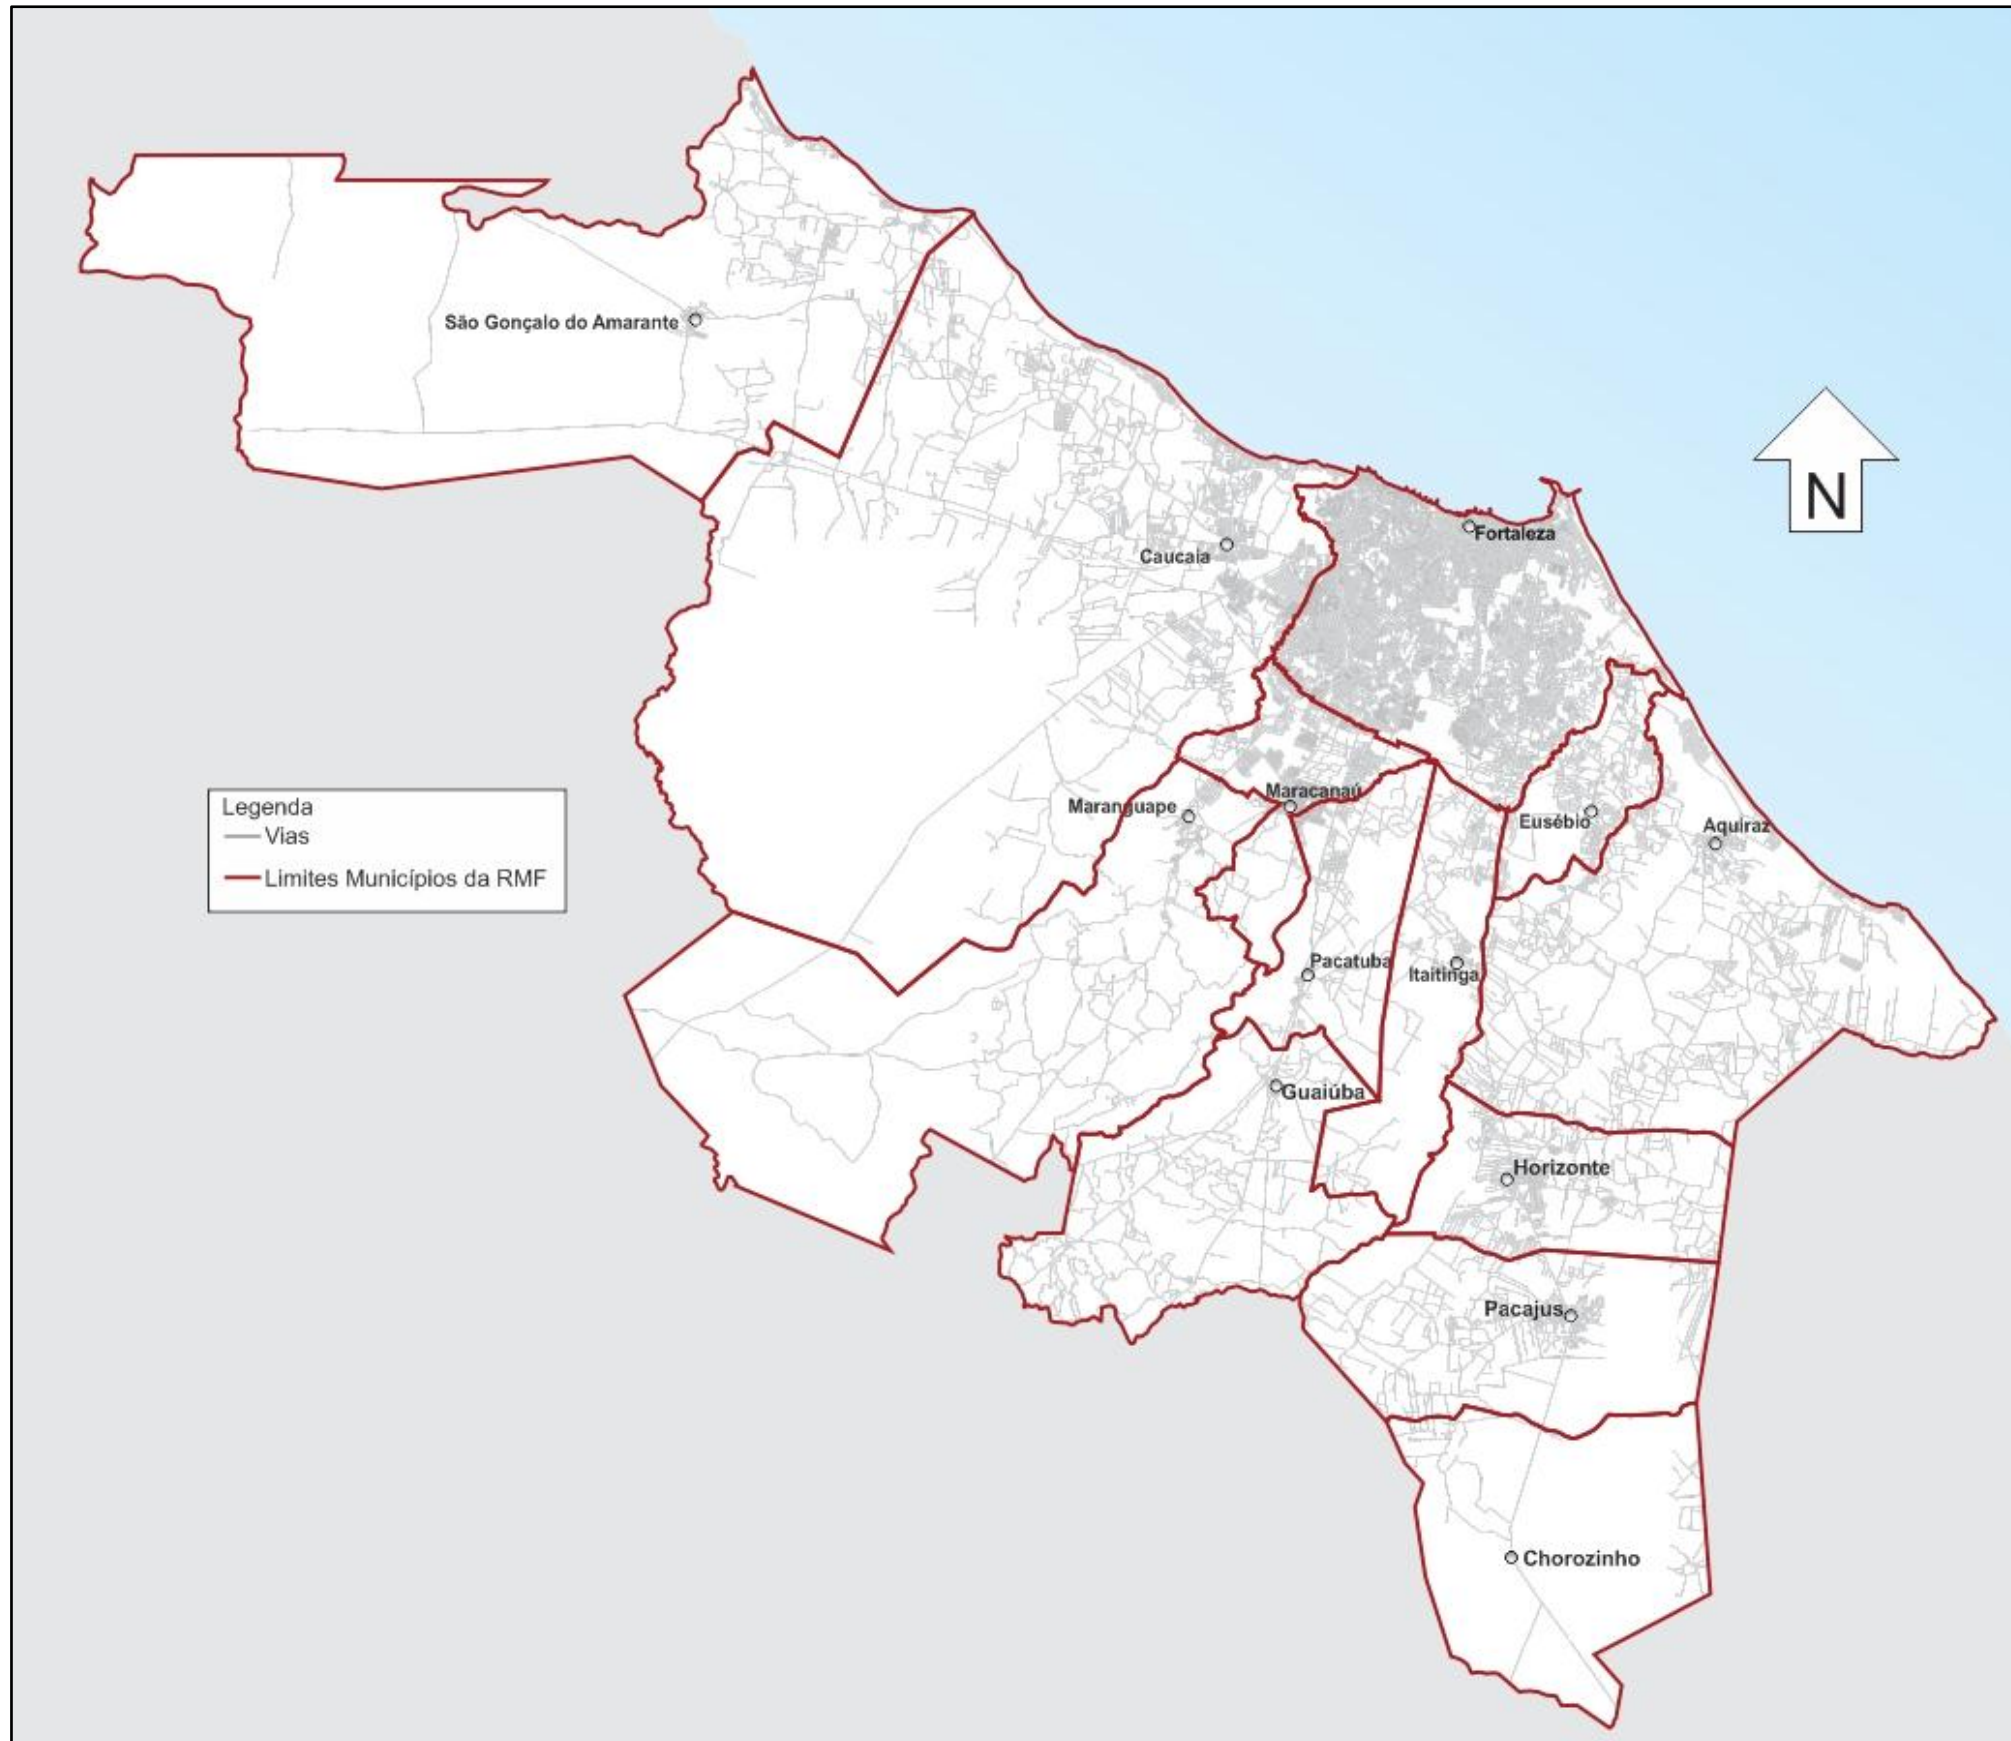 São Gonçalo do Amarante
N
Fortaleza
Caucaia
Legenda
Vias
Limites Municípios da RMF
Maranguape
Maracanaú
Eusébio
Aquiraz
Pacatuba
Itaitinga
Guaiúba
Horizonte
Pacajus
Chorozinho